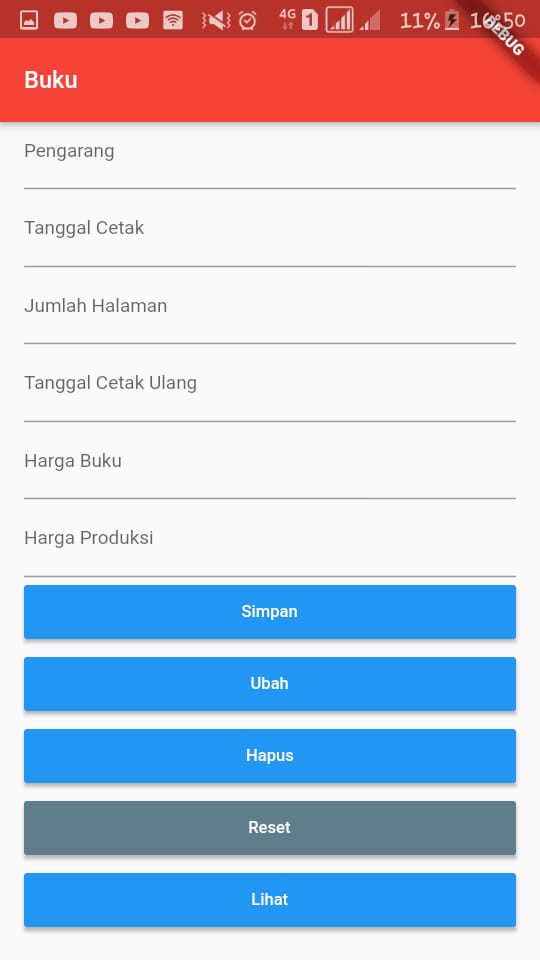 4G 1 11% 16:50
DEBUG
Buku
Pengarang
Tanggal Cetak
Jumlah Halaman
Tanggal Cetak Ulang
Harga Buku
Harga Produksi
Simpan
Ubah
Hapus
Reset
Lihat